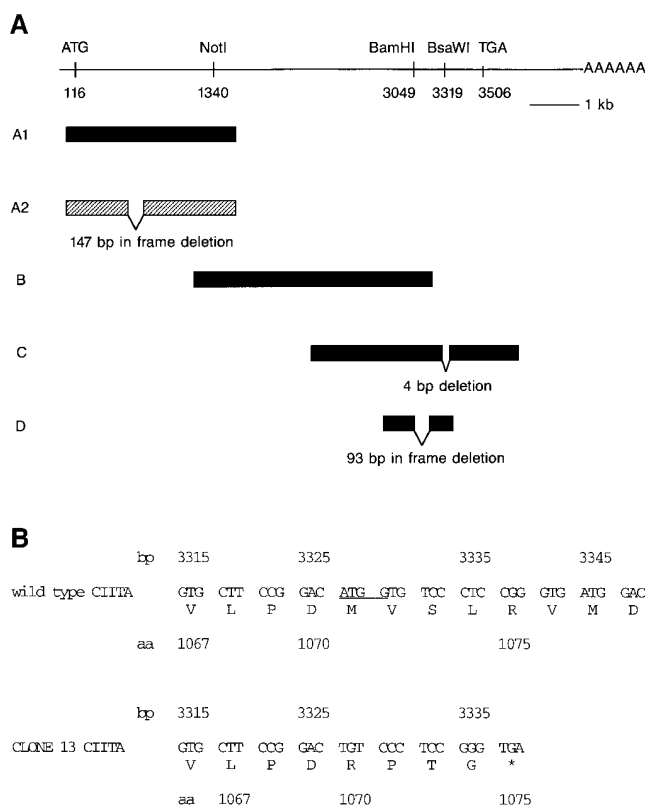 A
ATG NotI BamHI BsaWI TGA
AAAAAA
116 1340 3049 3319 3506
1 kb
A1
A2
147 bp in frame deletion
B
C
4 bp deletion
D
93 bp in frame deletion
B
bp 3315 3325 3335 3345
wild type CIITA GTG CTT CCG GAC ATG GTG TCC CTC CGG GTG ATG GAC
V L P D M V S L R V M D
aa 1067 1070 1075
bp 3315 3325 3335
CLONE 13 CIITA GTG CTT CCG GAC TGT CCC TCC GGG TGA
V L P D R P T G *
aa 1067 1070 1075